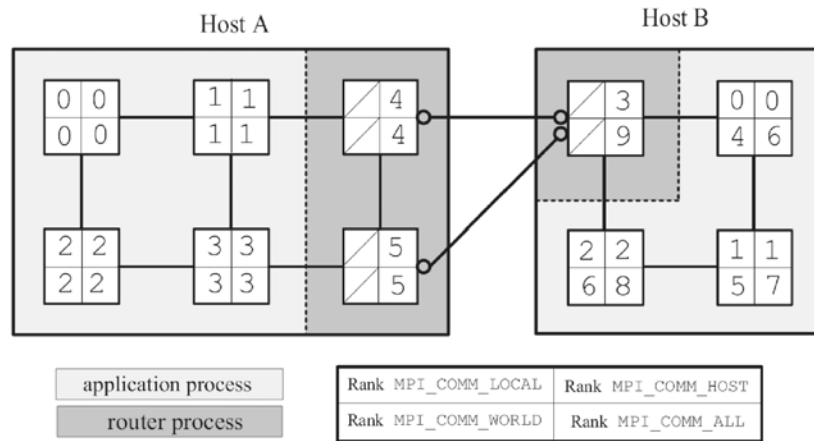 Host A
Host B
0 0 1 1 4 3 0 0
0 0 1 1 4 9 4 6
2 2 3 3 5 2 2 1 1
2 2 3 3 5 6 8 5 7
application process
router process
Rank MPI_COMM_LOCAL Rank MPI_COMM_HOST
Rank MPI_COMM_WORLD Rank MPI_COMM_ALL